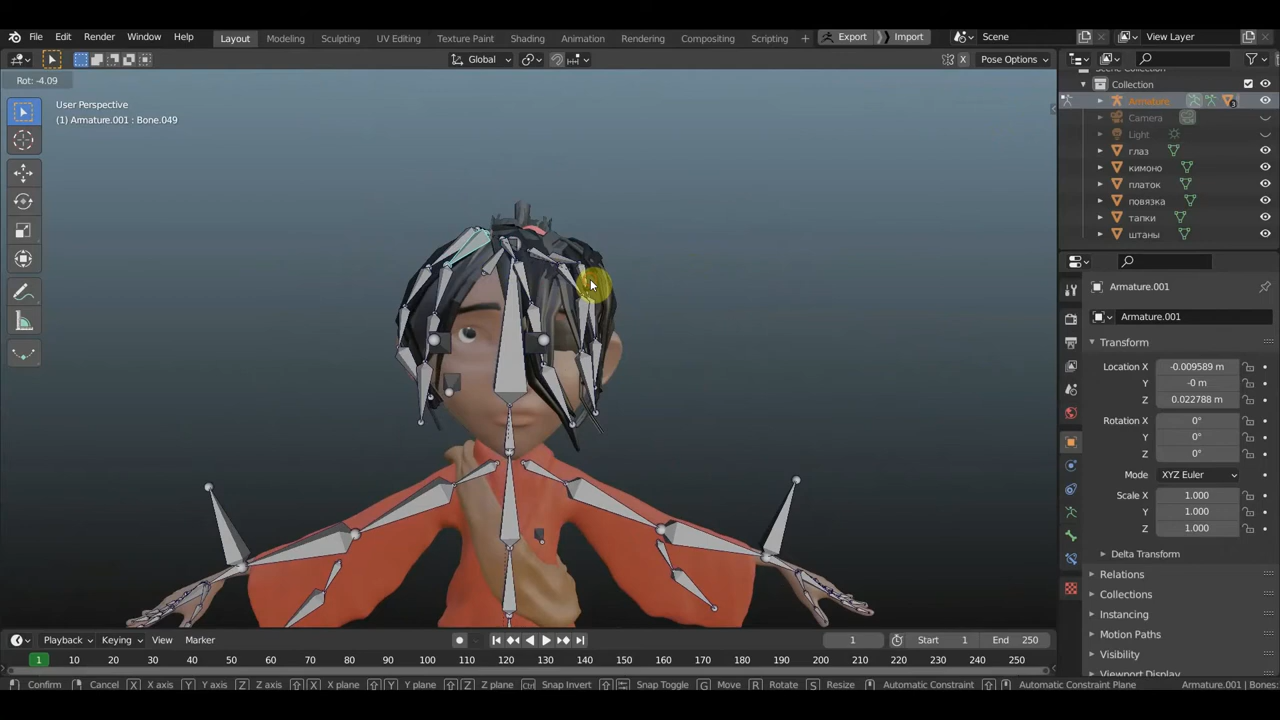 File Edit Render Window Help Layout Modeling Sculpting UV Editing Texture Paint Shading Animation Rendering Compositing Scripting + Export Import Scene View Layer
Global Pose Options
X
Rot: -4.09
User Perspective
(1) Armature.001 : Bone.049
Collection
Armature
3
Camera
Light
глаз
кимоно
платок
повязка
тапки
штаны
Armature.001
Armature.001
Transform
Location X -0.009589 m
Y -0 m
Z 0.022788 m
Rotation X 0°
Y 0°
Z 0°
Mode XYZ Euler
Scale X 1.000
Y 1.000
Z 1.000
Delta Transform
Relations
Collections
Instancing
Motion Paths
Visibility
Viewport Display
Playback Keying View Marker 1 Start 1 End 250
1 10 20 30 40 50 60 70 80 90 100 110 120 130 140 150 160 170 180 190 200 210 220 230 240 250
Confirm Cancel X X axis Y Y axis Z Z axis X X plane Y Y plane Z Z plane Ctrl Snap Invert Snap Toggle G Move R Rotate S Resize Automatic Constraint Automatic Constraint Plane Armature.001 | Bones: